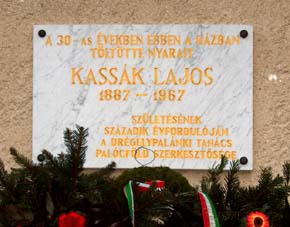 A 30-AS ÉVEKBEN EBBEN A HÁZBAN
TÖLTÖTTE NYARAIT
KASSÁK LAJOS
1887-1967
SZÜLETÉSÉNEK
SZÁZADIK ÉVFORDULÓJÁN
A DRÉGELYPALÁNKI TANÁCS
PALÓCFÖLD SZERKESZTŐSÉGE